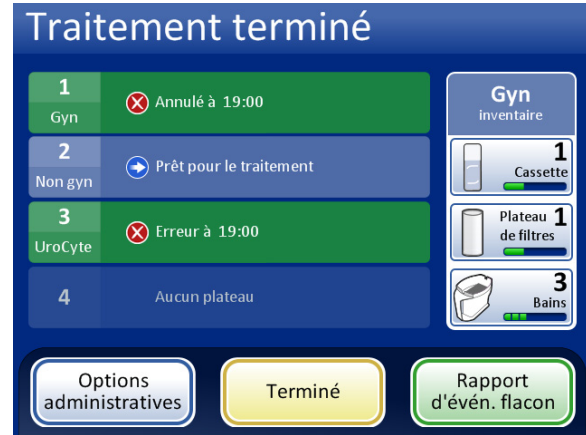 Traitement terminé
1
Gyn
Annulé à 19:00
2
Non gyn
Prêt pour le traitement
3
UroCyte
Erreur à 19:00
4
Aucun plateau
Gyn
inventaire
1
Cassette
Plateau 1
de filtres
3
Bains
Options
administratives
Terminé
Rapport
d'évén. flacon